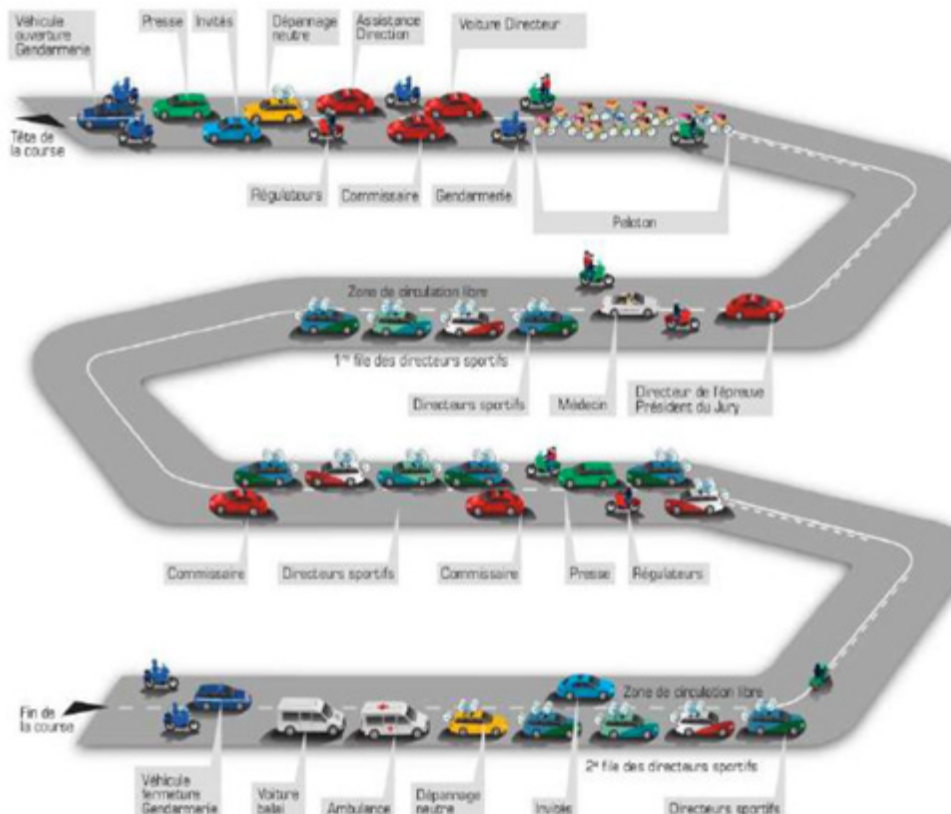 Véhicule
ouverture
Gendarmerie
Presse
Invités
Dépannage
neutre
Assistance
Direction
Voiture Directeur
Tête de
la course
Régulateurs
Commissaire
Gendarmerie
Peloton
Zone de circulation libre
1re file des directeurs sportifs
Directeurs sportifs
Médecin
Directeur de l'épreuve
Président du Jury
Commissaire
Directeurs sportifs
Commissaire
Presse
Régulateurs
Fin de
la course
Zone de circulation libre
2e file des directeurs sportifs
Véhicule
fermeture
Gendarmerie
Voiture
balai
Ambulance
Dépannage
neutre
Invités
Directeurs sportifs